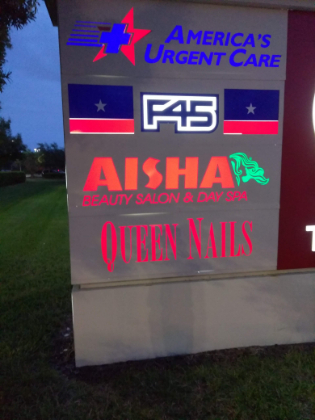 AMERICA'S
URGENT CARE
F45
AISHA
BEAUTY SALON & DAY SPA
QUEEN NAILS
T